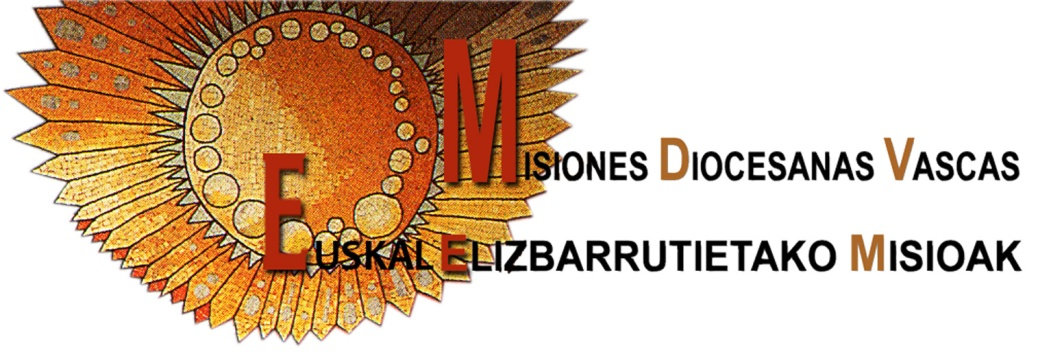 MISIONES DIOCESANAS VASCAS
EUSKAL ELIZBARRUTIETAKO MISIOAK